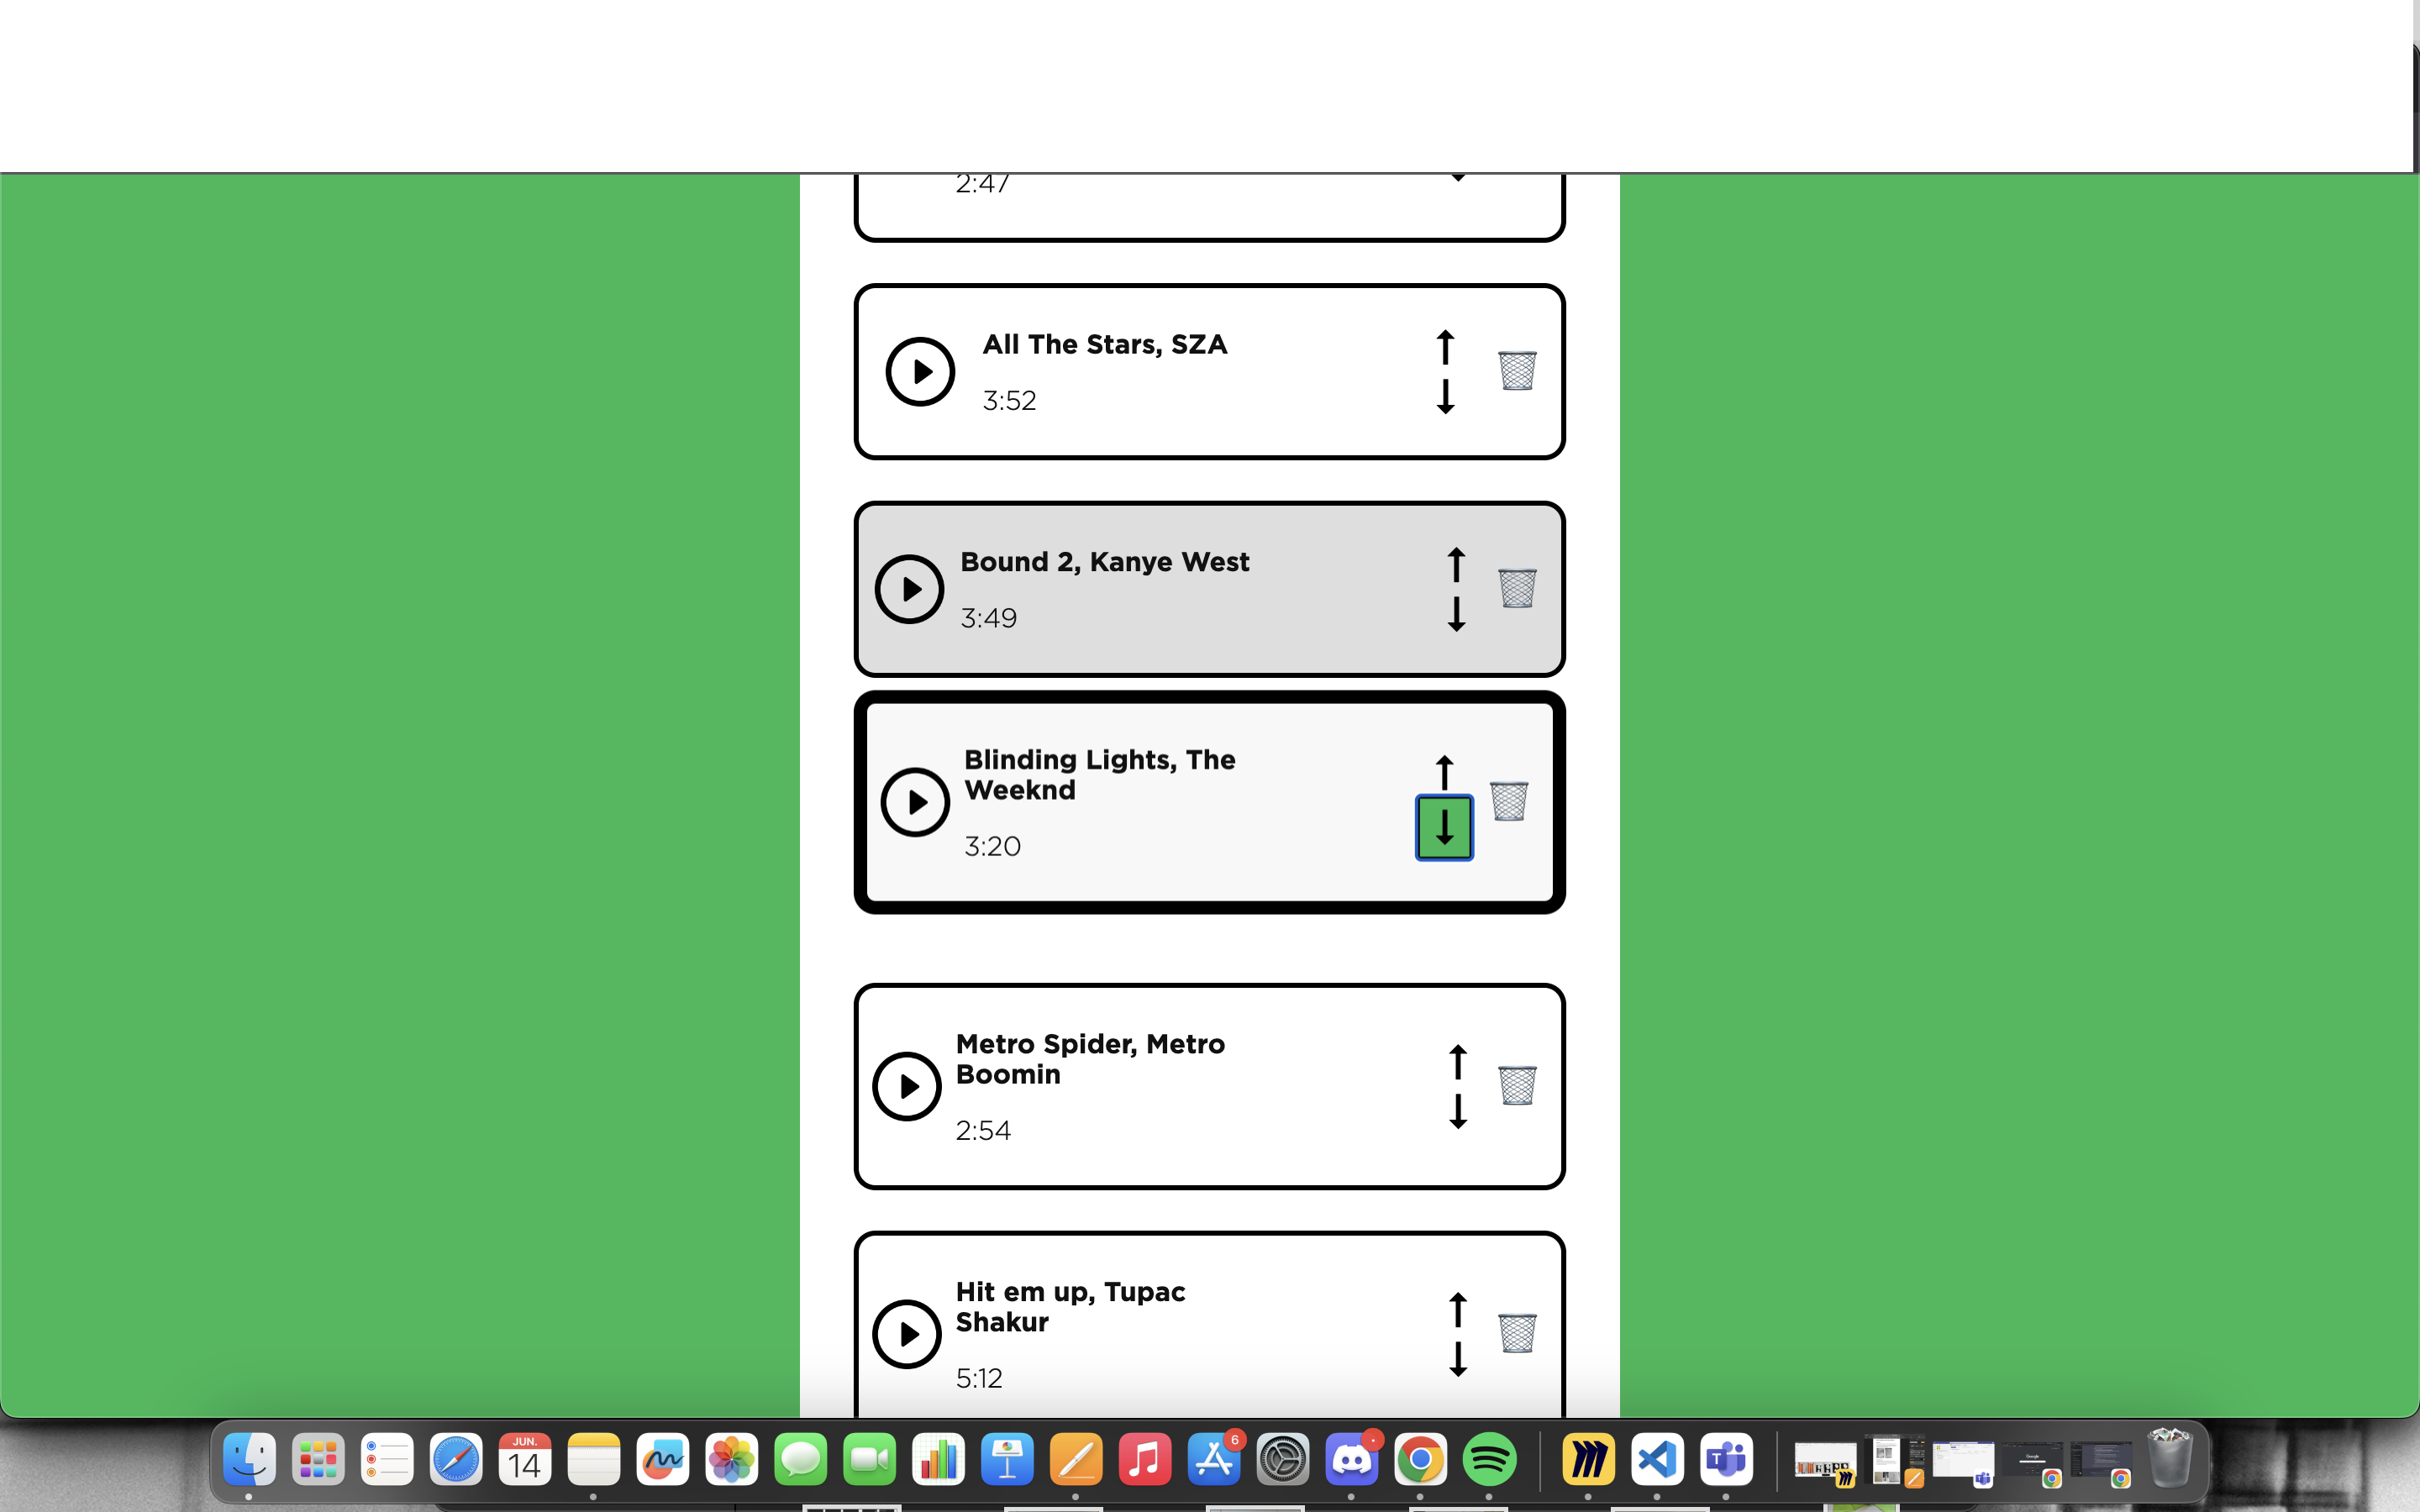 2:47
All The Stars, SZA
3:52
Bound 2, Kanye West
3:49
Blinding Lights, The
Weeknd
3:20
Metro Spider, Metro
Boomin
2:54
Hit em up, Tupac
Shakur
5:12
JUN.
14
6